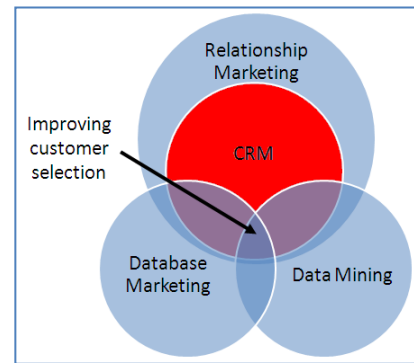 Relationship
Marketing
Improving
customer
selection
CRM
Database
Marketing
Data Mining